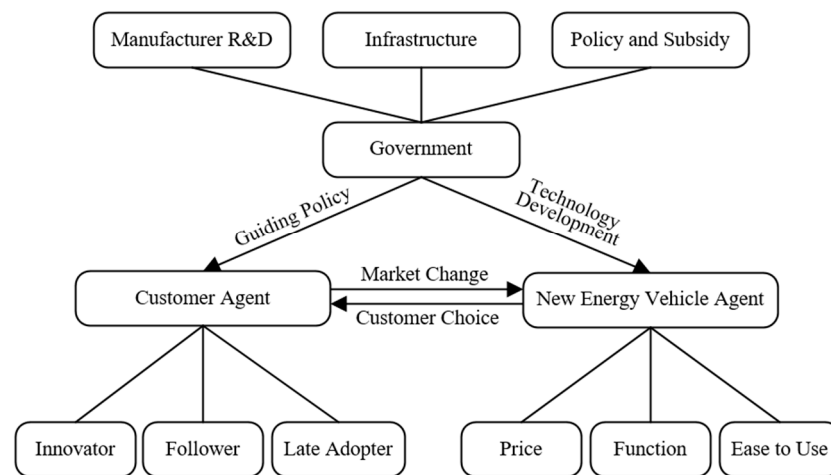 Manufacturer R&D
Infrastructure
Policy and Subsidy
Government
Guiding Policy
Technology
Development
Customer Agent
Market Change
Customer Choice
New Energy Vehicle Agent
Innovator
Follower
Late Adopter
Price
Function
Ease to Use